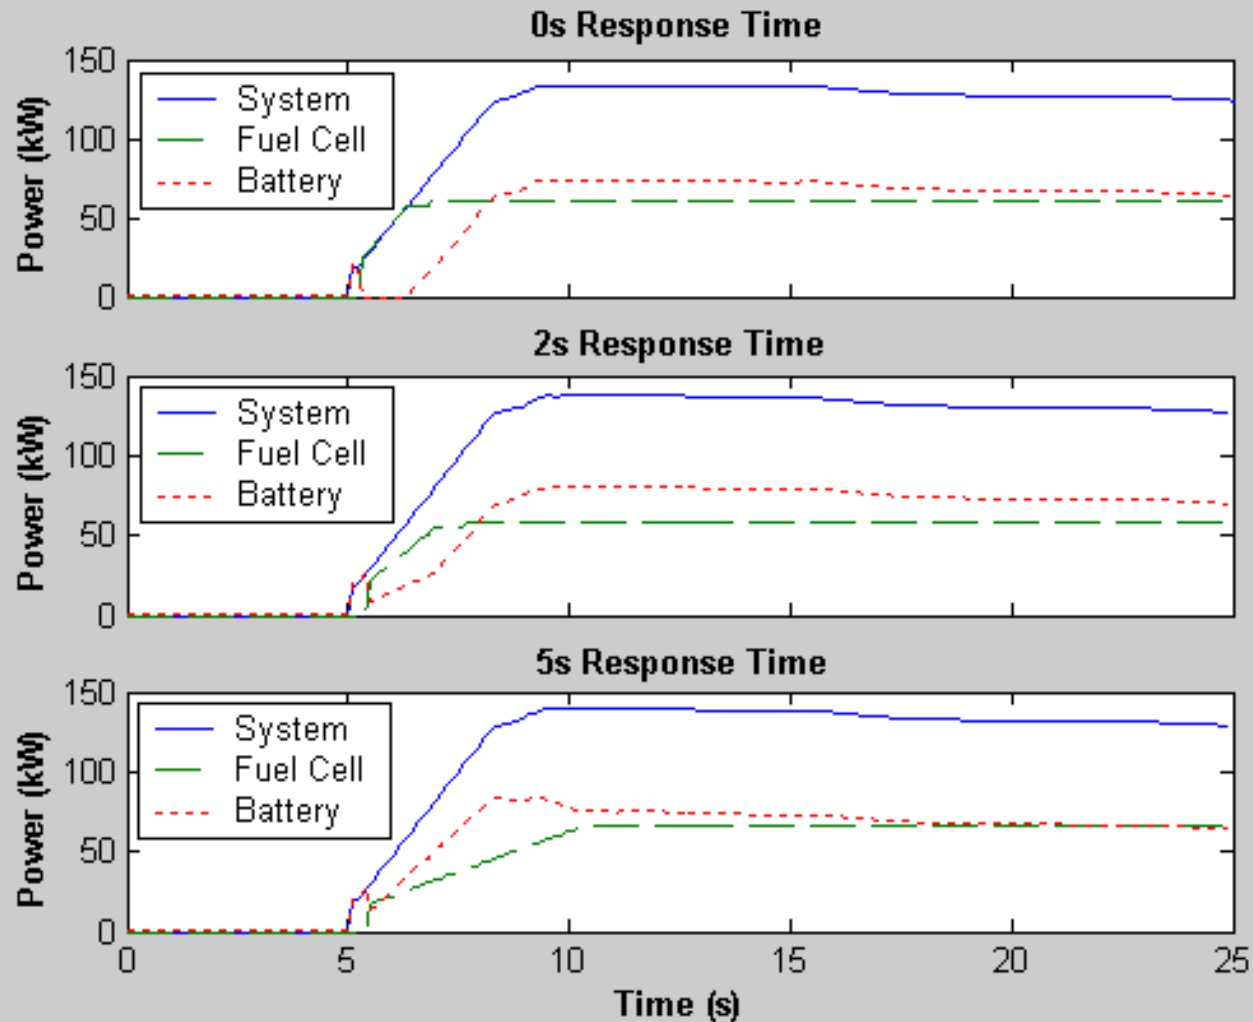 0s Response Time
150
100
50
0
Power (kW)
System
Fuel Cell
Battery
2s Response Time
150
100
50
0
Power (kW)
System
Fuel Cell
Battery
5s Response Time
150
100
50
0
Power (kW)
System
Fuel Cell
Battery
0 5 10 15 20 25
Time (s)